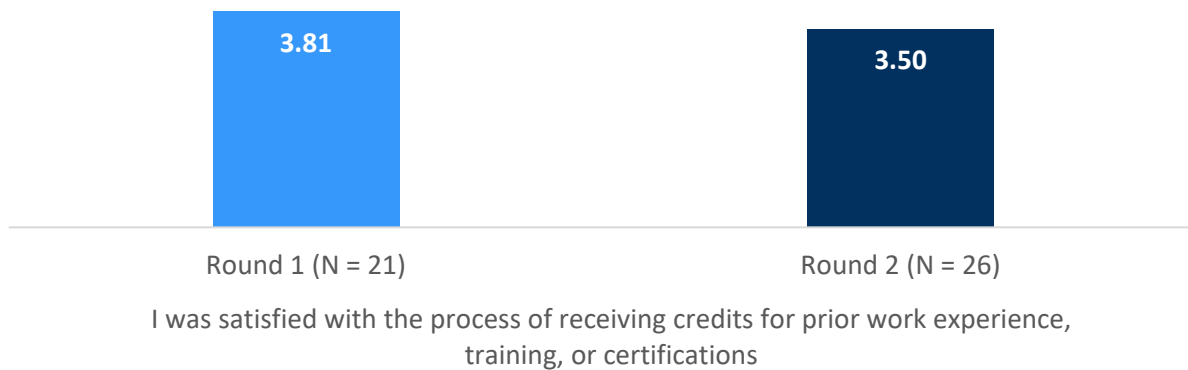 3.81
3.50
Round 1 (N = 21)
Round 2 (N = 26)
I was satisfied with the process of receiving credits for prior work experience,
training, or certifications